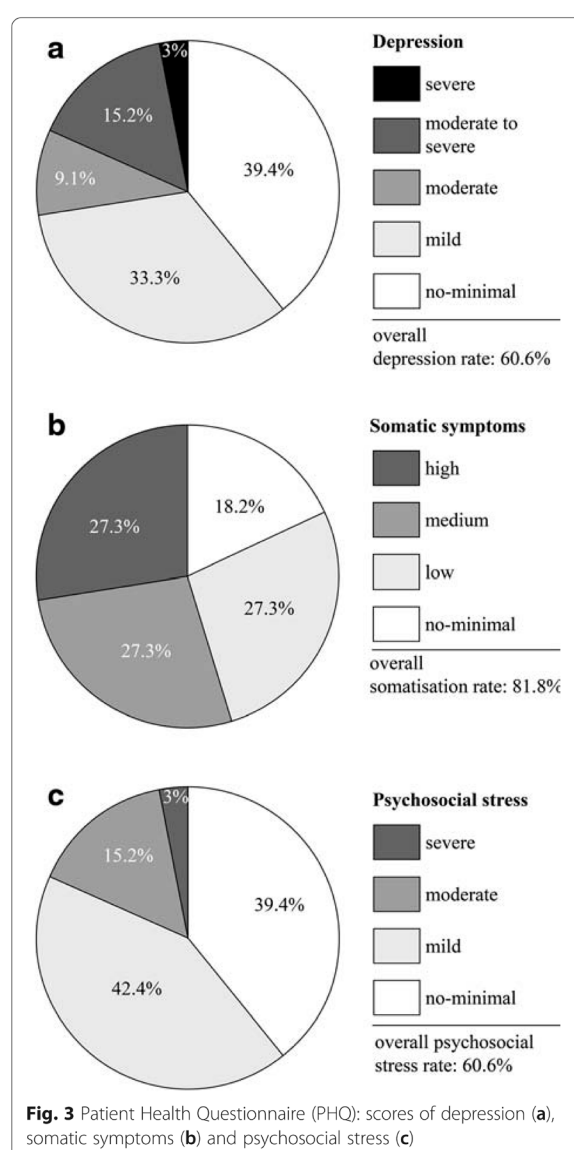 a
Depression
3%
15.2%
9.1%
33.3%
39.4%
severe
moderate to
severe
moderate
mild
no-minimal
overall
depression rate: 60.6%
b
Somatic symptoms
27.3%
18.2%
27.3%
27.3%
high
medium
low
no-minimal
overall
somatisation rate: 81.8%
c
Psychosocial stress
3%
15.2%
39.4%
42.4%
severe
moderate
mild
no-minimal
overall psychosocial
stress rate: 60.6%
Fig. 3 Patient Health Questionnaire (PHQ): scores of depression (a),
somatic symptoms (b) and psychosocial stress (c)